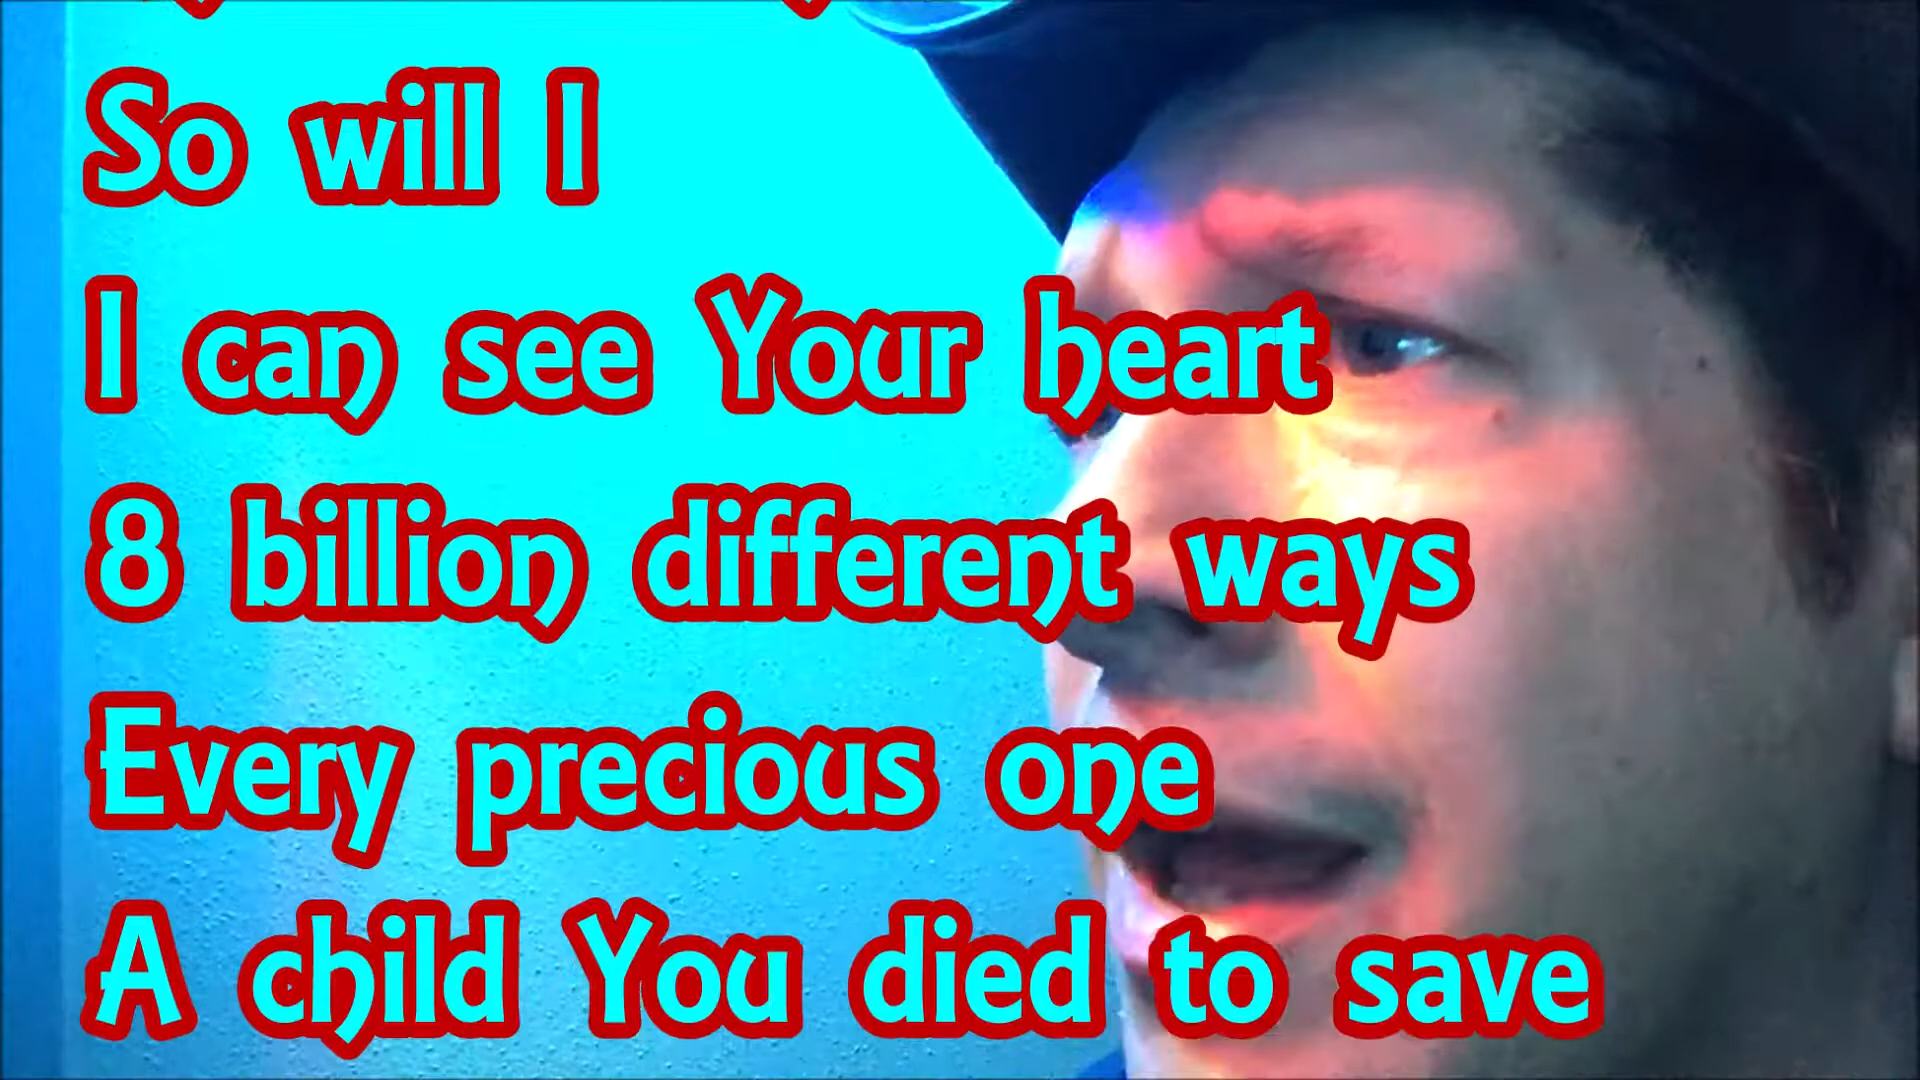 So will I
I can see Your heart
8 billion different ways
Every precious one
A child You died to save